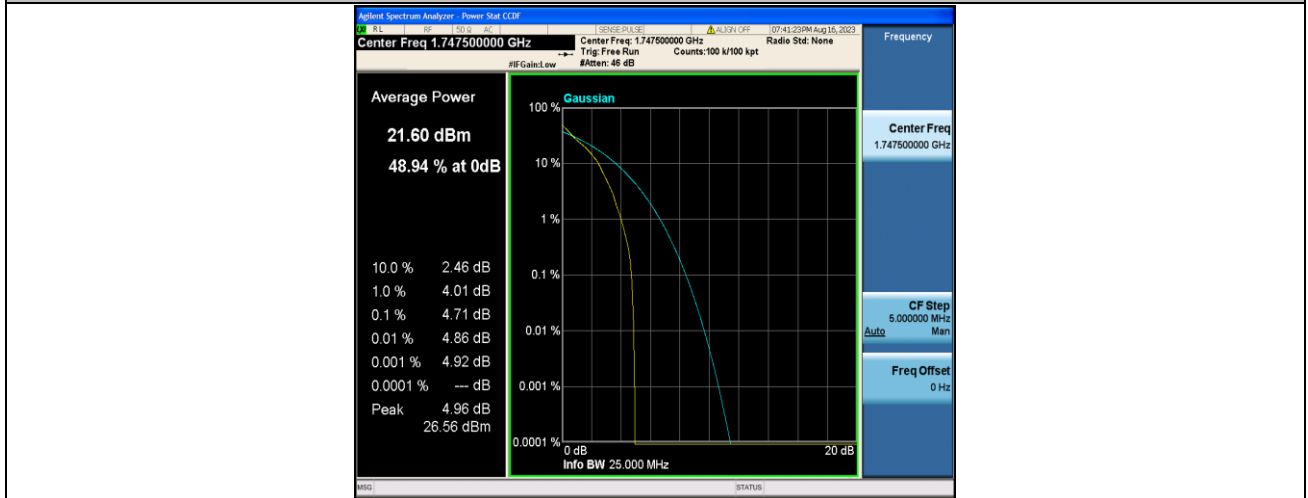 Agilent Spectrum Analyzer - Power Stat CCDF
RL RF 50 Ω AC SENSE:PULSE ALIGN OFF 07:41:23 PM Aug 16, 2023
Center Freq 1.747500000 GHz
Center Freq: 1.747500000 GHz Radio Std: None
Trig: Free Run Counts:100 k/100 kpt
#IFGain:Low #Atten: 46 dB
Frequency
Average Power
21.60 dBm
48.94 % at 0dB
10.0 % 2.46 dB
1.0 % 4.01 dB
0.1 % 4.71 dB
0.01 % 4.86 dB
0.001 % 4.92 dB
0.0001 % --- dB
Peak 4.96 dB
26.56 dBm
Gaussian
100 %
10 %
1 %
0.1 %
0.01 %
0.001 %
0.0001 %
0 dB 20 dB
Info BW 25.000 MHz
Center Freq
1.747500000 GHz
CF Step
5.000000 MHz
Auto Man
Freq Offset
0 Hz
MSG STATUS